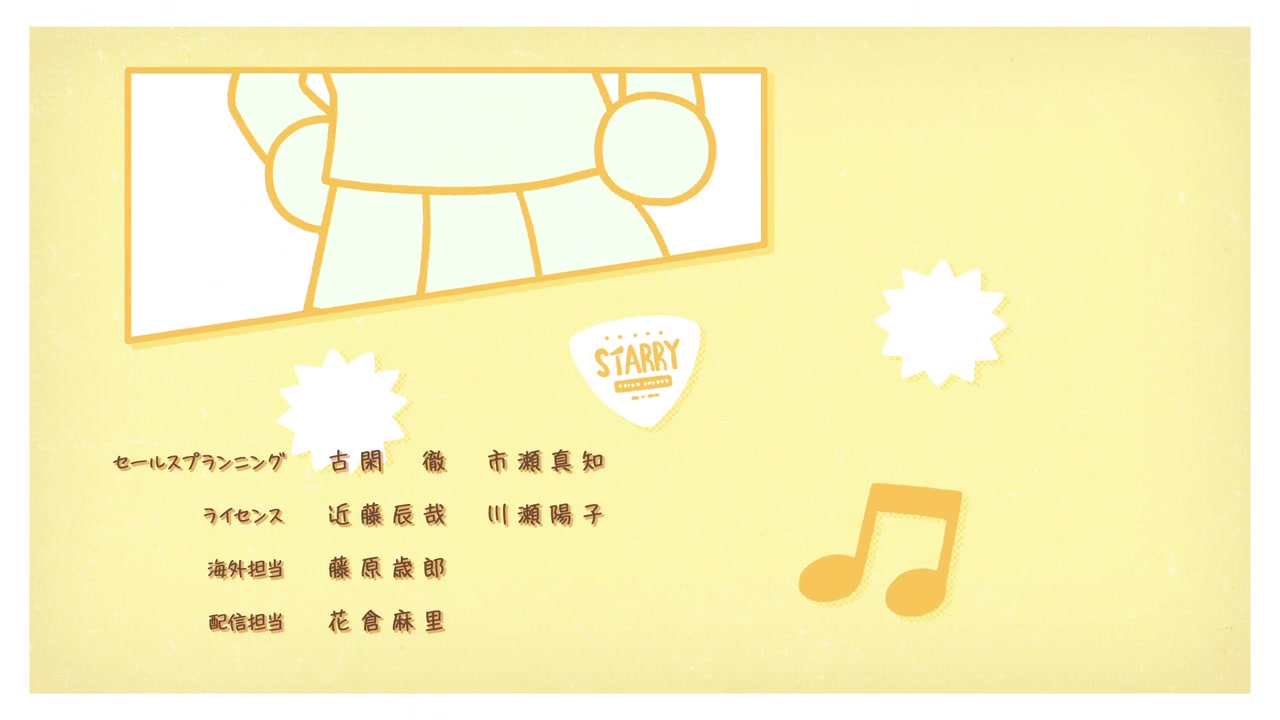 STARRY
セールスプランニング 古閑 徹 市瀬真知
ライセンス 近藤辰哉 川瀬陽子
海外担当 藤原歳郎
配信担当 花倉麻里